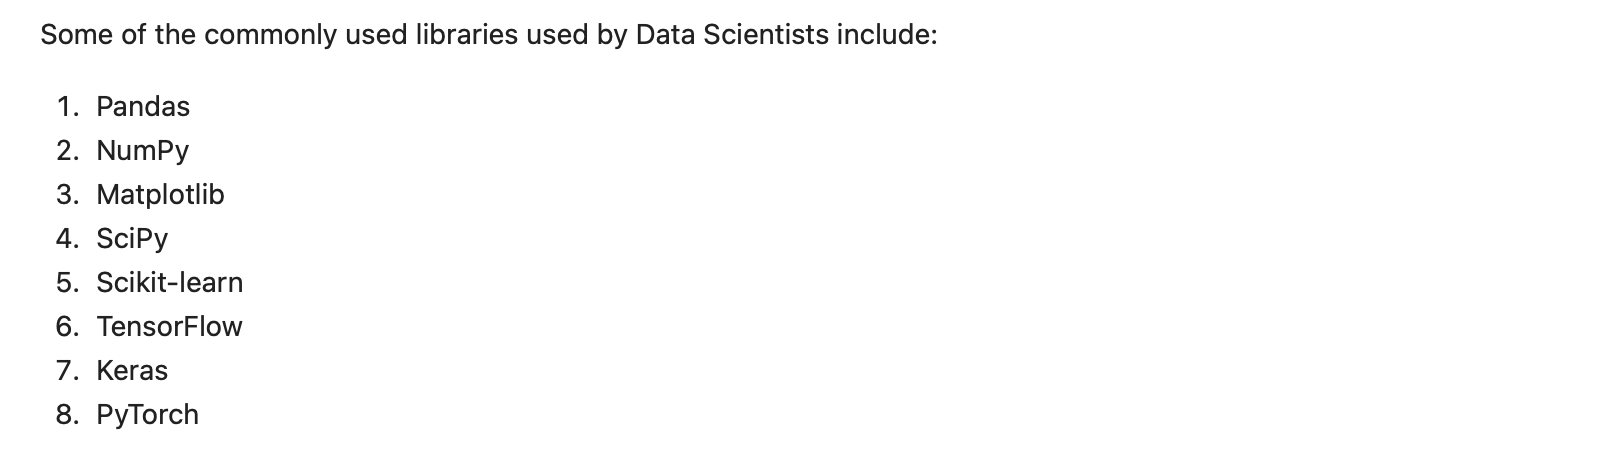 Some of the commonly used libraries used by Data Scientists include:
1. Pandas
2. NumPy
3. Matplotlib
4. SciPy
5. Scikit-learn
6. TensorFlow
7. Keras
8. PyTorch